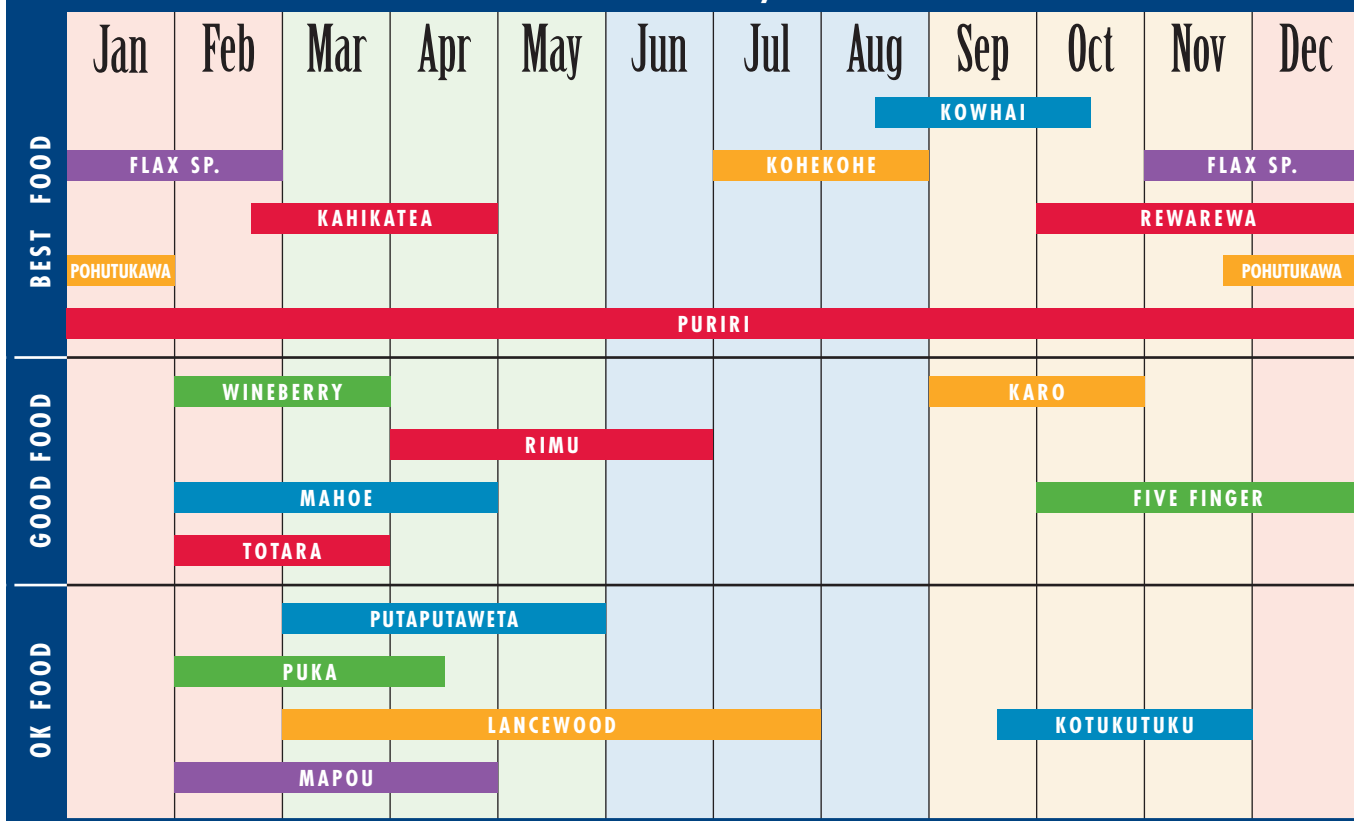 Jan Feb Mar Apr May Jun Jul Aug Sep Oct Nov Dec
BEST FOOD
KOWHAI
FLAX SP. KOHEKOHE FLAX SP.
KAHIKATEA REWAREWA
POHUTUKAWA POHUTUKAWA
PURIRI
GOOD FOOD
WINEBERRY KARO
RIMU
MAHOE FIVE FINGER
TOTARA
OK FOOD
PUTAPUTAWETA
PUKA
LANCEWOOD KOTUKUTUKU
MAPOU